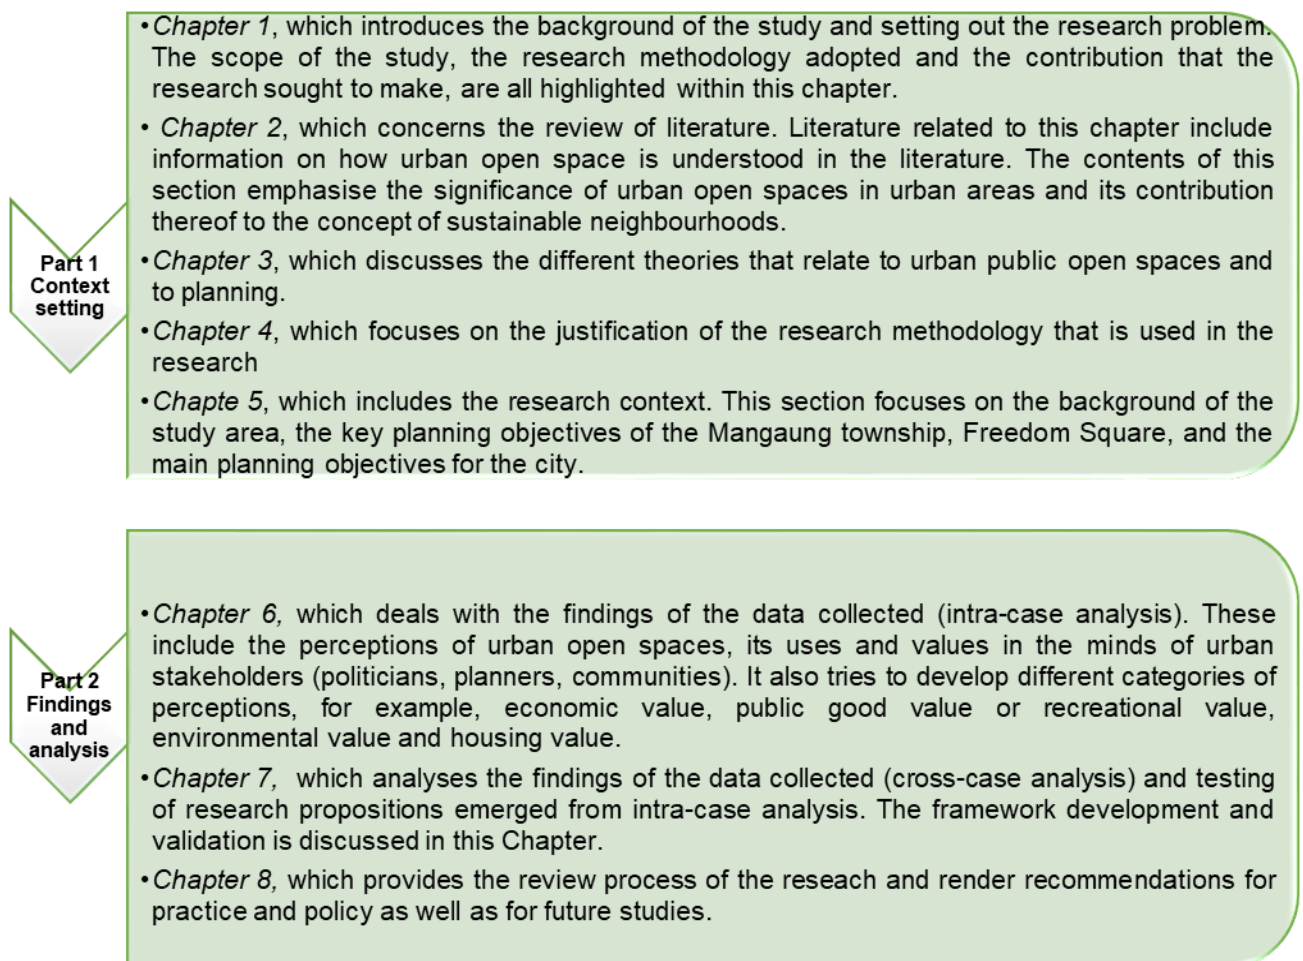 •Chapter 1, which introduces the background of the study and setting out the research problem.
The scope of the study, the research methodology adopted and the contribution that the
research sought to make, are all highlighted within this chapter.
• Chapter 2, which concerns the review of literature. Literature related to this chapter include
information on how urban open space is understood in the literature. The contents of this
section emphasise the significance of urban open spaces in urban areas and its contribution
thereof to the concept of sustainable neighbourhoods.
•Chapter 3, which discusses the different theories that relate to urban public open spaces and
to planning.
•Chapter 4, which focuses on the justification of the research methodology that is used in the
research
•Chapte 5, which includes the research context. This section focuses on the background of the
study area, the key planning objectives of the Mangaung township, Freedom Square, and the
main planning objectives for the city.
Part 1
Context
setting
•Chapter 6, which deals with the findings of the data collected (intra-case analysis). These
include the perceptions of urban open spaces, its uses and values in the minds of urban
stakeholders (politicians, planners, communities). It also tries to develop different categories of
perceptions, for example, economic value, public good value or recreational value,
environmental value and housing value.
•Chapter 7, which analyses the findings of the data collected (cross-case analysis) and testing
of research propositions emerged from intra-case analysis. The framework development and
validation is discussed in this Chapter.
•Chapter 8, which provides the review process of the reseach and render recommendations for
practice and policy as well as for future studies.
Part 2
Findings
and
analysis